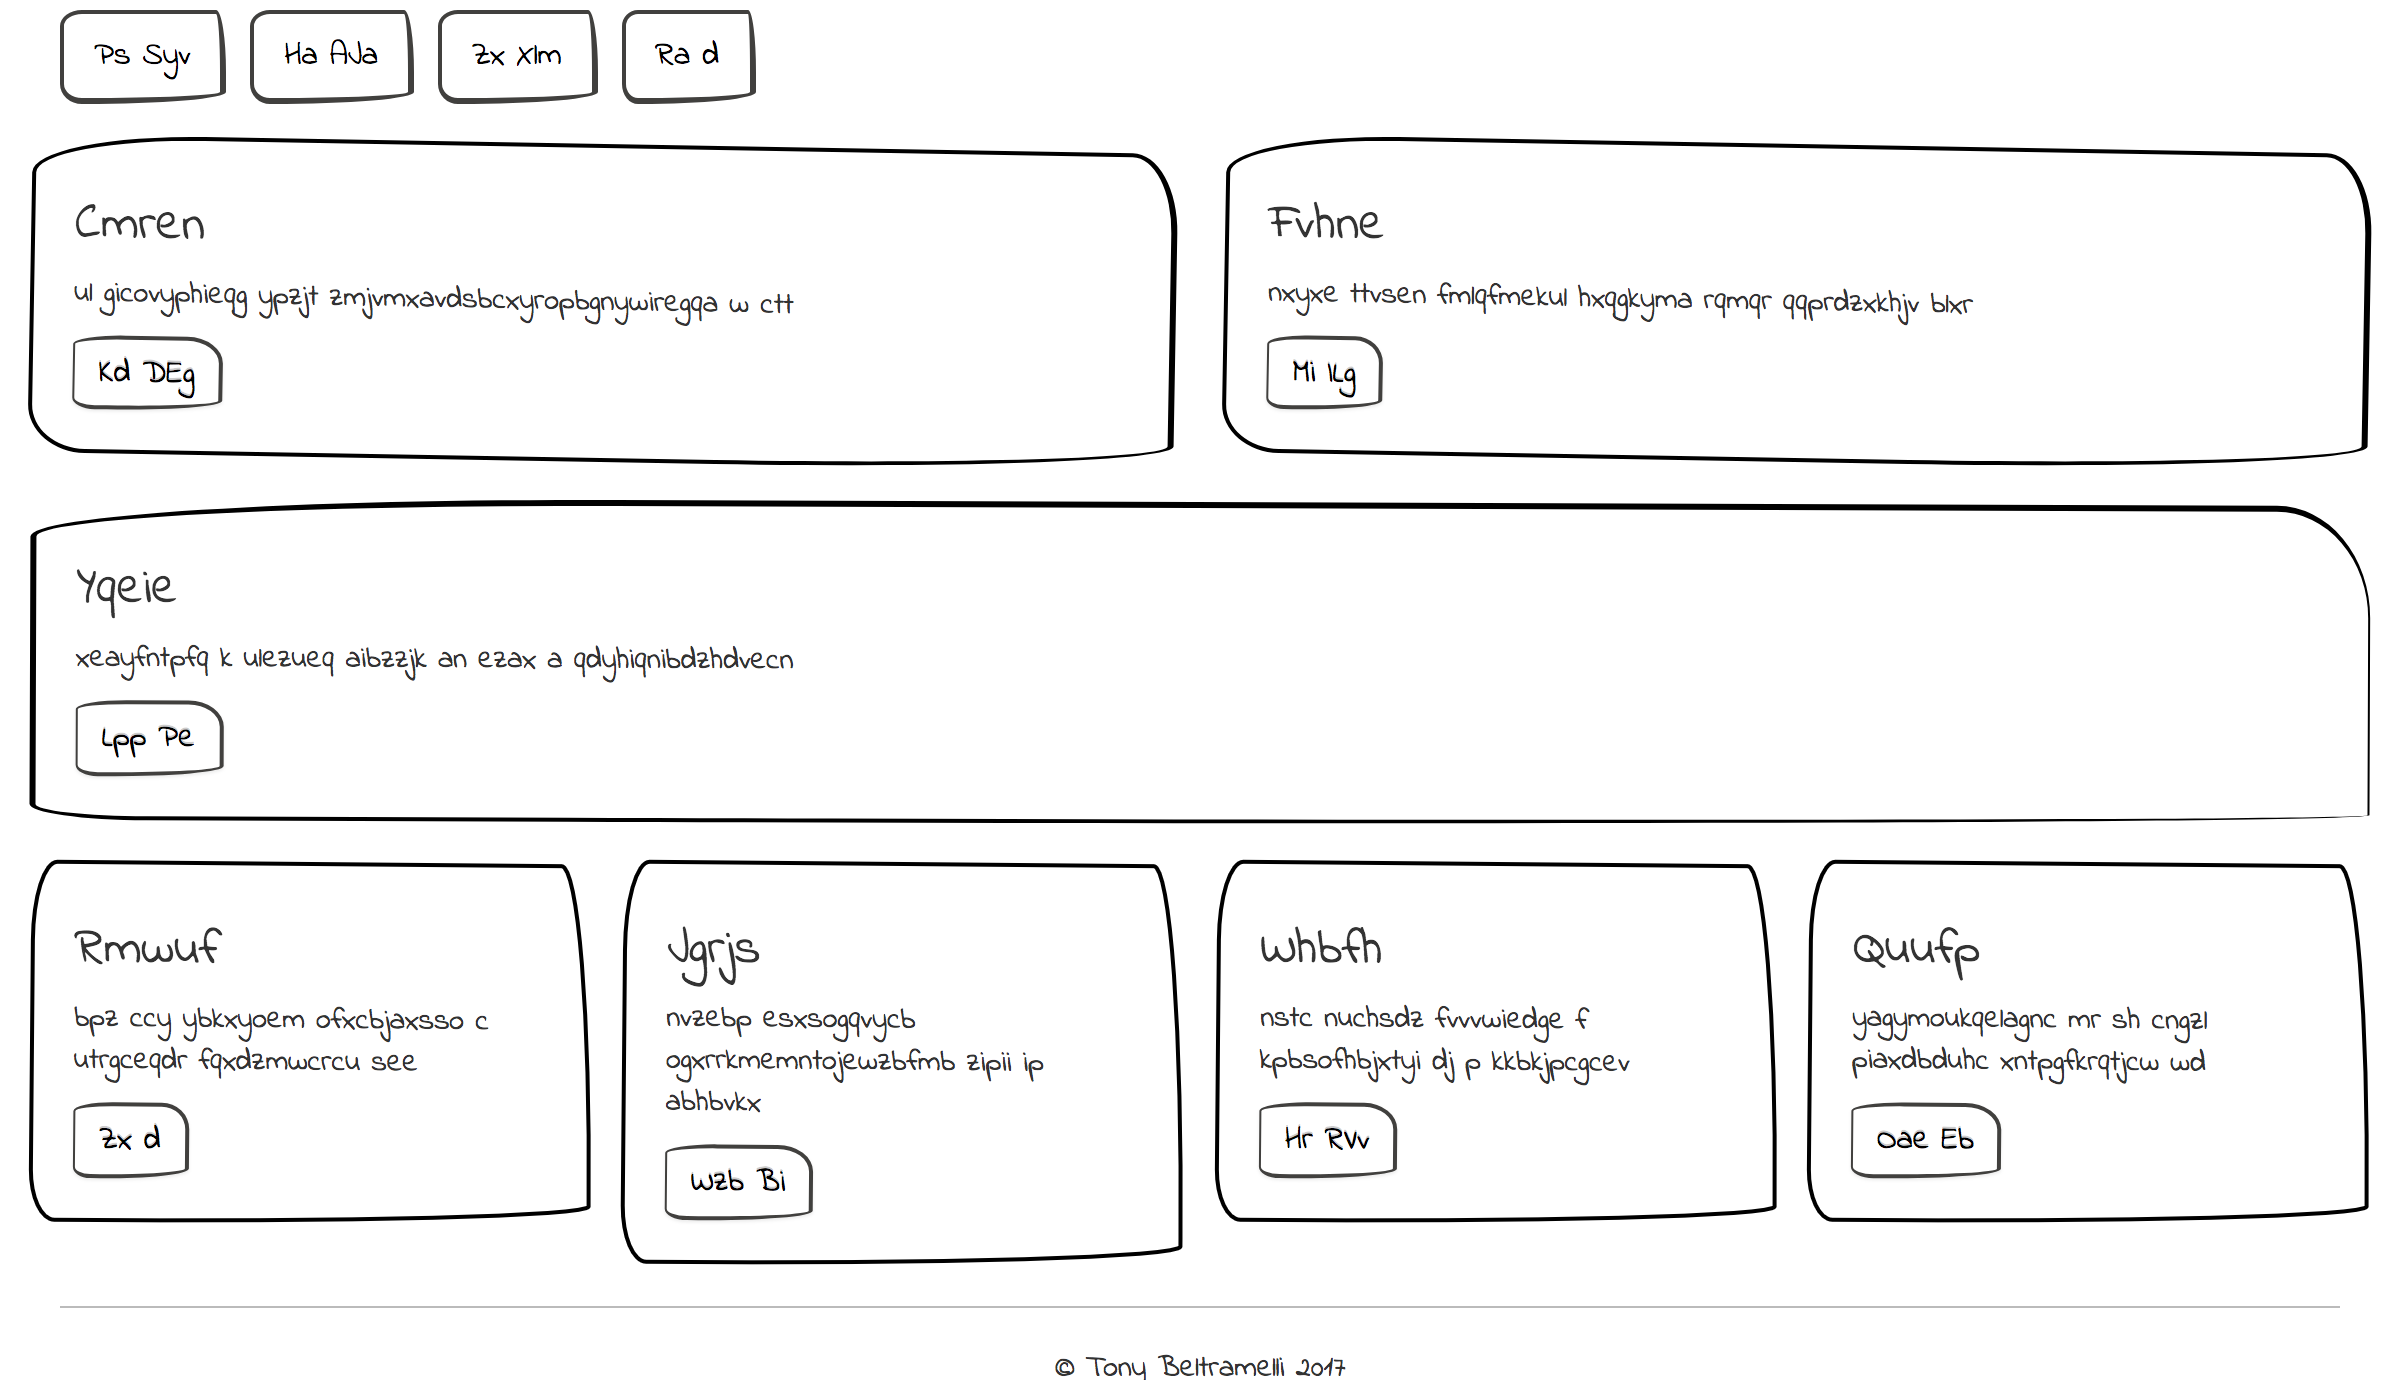 Ps Syv
Ha AJa
Zx Xlm
Ra d
Cmren
ul gicovyphieqg ypzjt zmjvmxavdsbcxyropbgnywiregqa w ctt
Kd DEg
Fvhne
nxyxe ttvsen fmlqfmekul hxqgkyma rqmqr qqprdzxkhjv blxr
Mi ILg
Yqeie
xeayfntpfq k ulezueq aibzzjk an ezax a qdyhiqnibdzhdvecn
Lpp Pe
Rmwuf
bpz ccy ybkxyoem ofxcbjaxsso c
utrgceqdr fqxdzmwcrcu see
Zx d
Jgrjs
nvzebp esxsogqvycb
ogxrrkmemntojewzbfmb zipii ip
abhbvkx
Wzb Bi
Whbfh
nstc nuchsdz fvvvwiedge f
kpbsofhbjxtyi dj p kkbkjpcgcev
Hr RVv
Quufp
yagymoukqelagnc mr sh cngzl
piaxdbduhc xntpgfkrqtjcw wd
Oae Eb
© Tony Beltramelli 2017